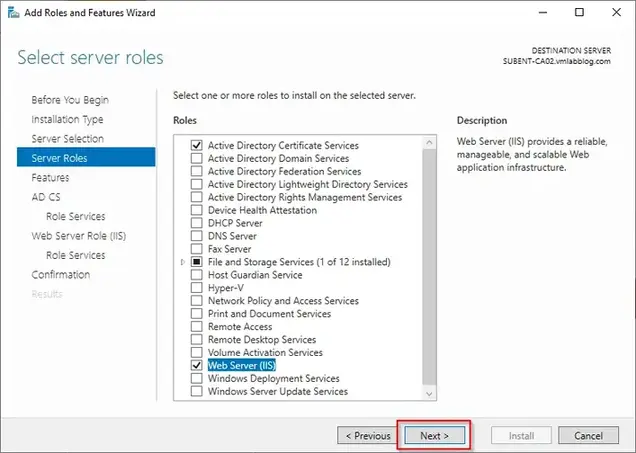 Add Roles and Features Wizard
Select server roles
DESTINATION SERVER
SUBENT-CA02.vmlabblog.com
Before You Begin
Installation Type
Server Selection
Server Roles
Features
AD CS
Role Services
Web Server Role (IIS)
Role Services
Confirmation
Results
Select one or more roles to install on the selected server.
Roles
Active Directory Certificate Services
Active Directory Domain Services
Active Directory Federation Services
Active Directory Lightweight Directory Services
Active Directory Rights Management Services
Device Health Attestation
DHCP Server
DNS Server
Fax Server
File and Storage Services (1 of 12 installed)
Host Guardian Service
Hyper-V
Network Policy and Access Services
Print and Document Services
Remote Access
Remote Desktop Services
Volume Activation Services
Web Server (IIS)
Windows Deployment Services
Windows Server Update Services
Description
Web Server (IIS) provides a reliable,
manageable, and scalable Web
application infrastructure.
< Previous
Next >
Install
Cancel